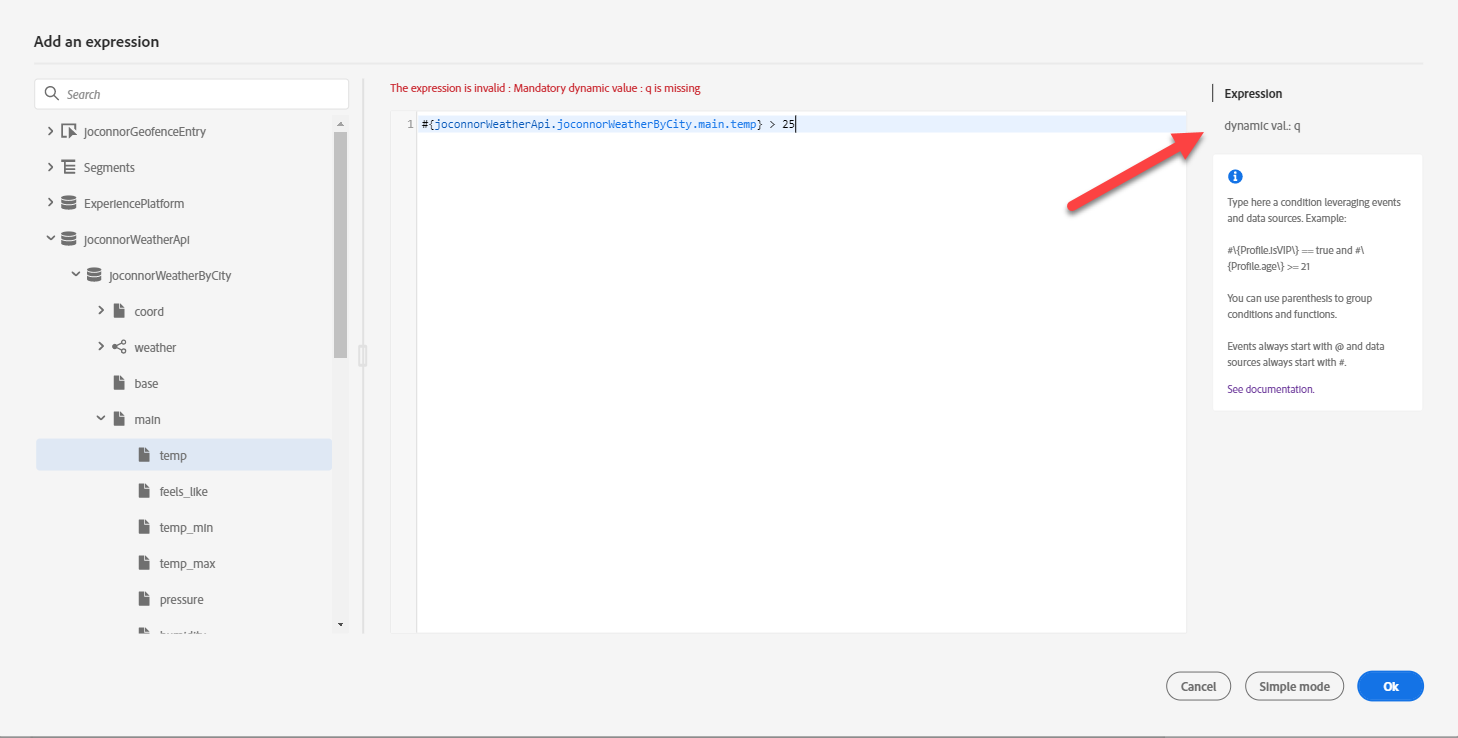 Add an expression
Search
joconnorGeofenceEntry
Segments
ExperiencePlatform
joconnorWeatherApi
joconnorWeatherByCity
coord
weather
base
main
temp
feels_like
temp_min
temp_max
pressure
The expression is invalid : Mandatory dynamic value : q is missing
1 #{joconnorWeatherApi.joconnorWeatherByCity.main.temp} > 25
Expression
dynamic val.: q
Type here a condition leveraging events
and data sources. Example:
#\{Profile.isVIP\} == true and #\
{Profile.age\} >= 21
You can use parenthesis to group
conditions and functions.
Events always start with @ and data
sources always start with #.
See documentation.
Cancel
Simple mode
Ok